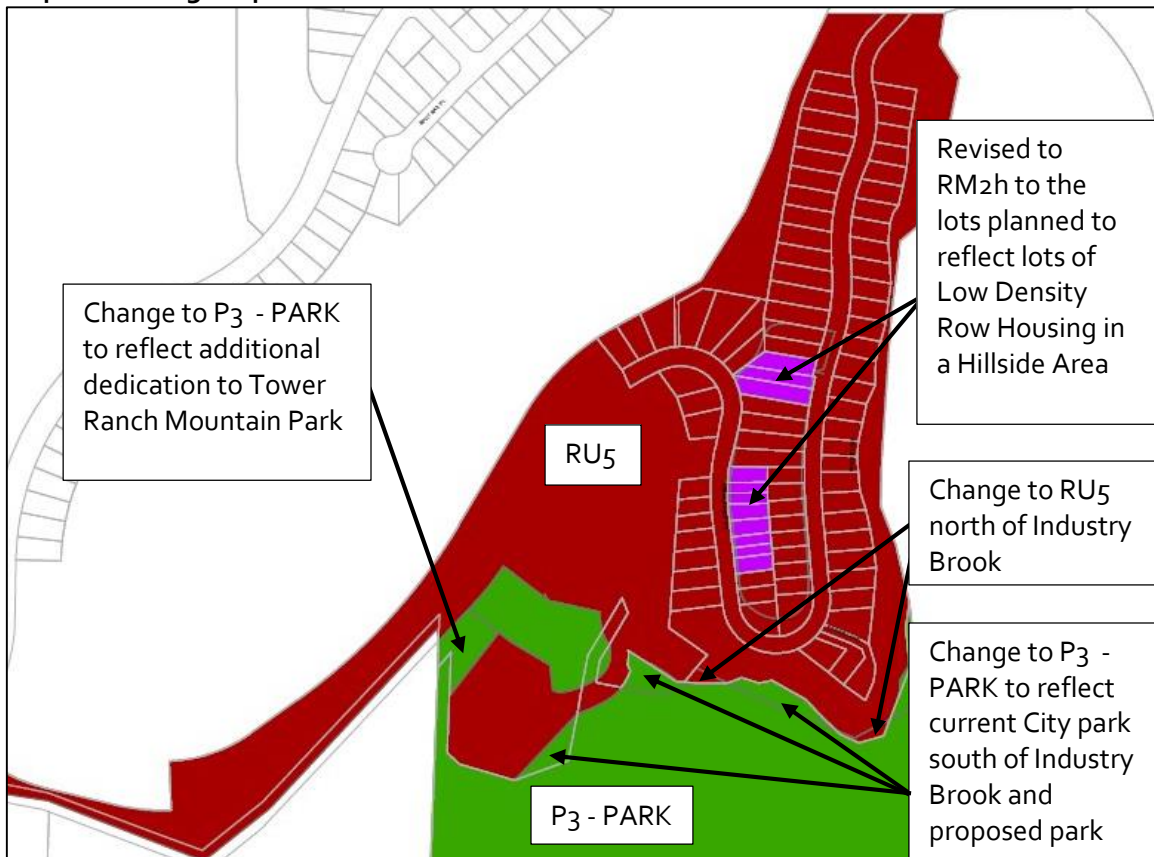 Revised to
RM2h to the
lots planned to
reflect lots of
Low Density
Row Housing in
a Hillside Area
Change to P3 - PARK
to reflect additional
dedication to Tower
Ranch Mountain Park
RU5
Change to RU5
north of Industry
Brook
Change to P3 -
PARK to reflect
current City park
south of Industry
Brook and
proposed park
P3 - PARK